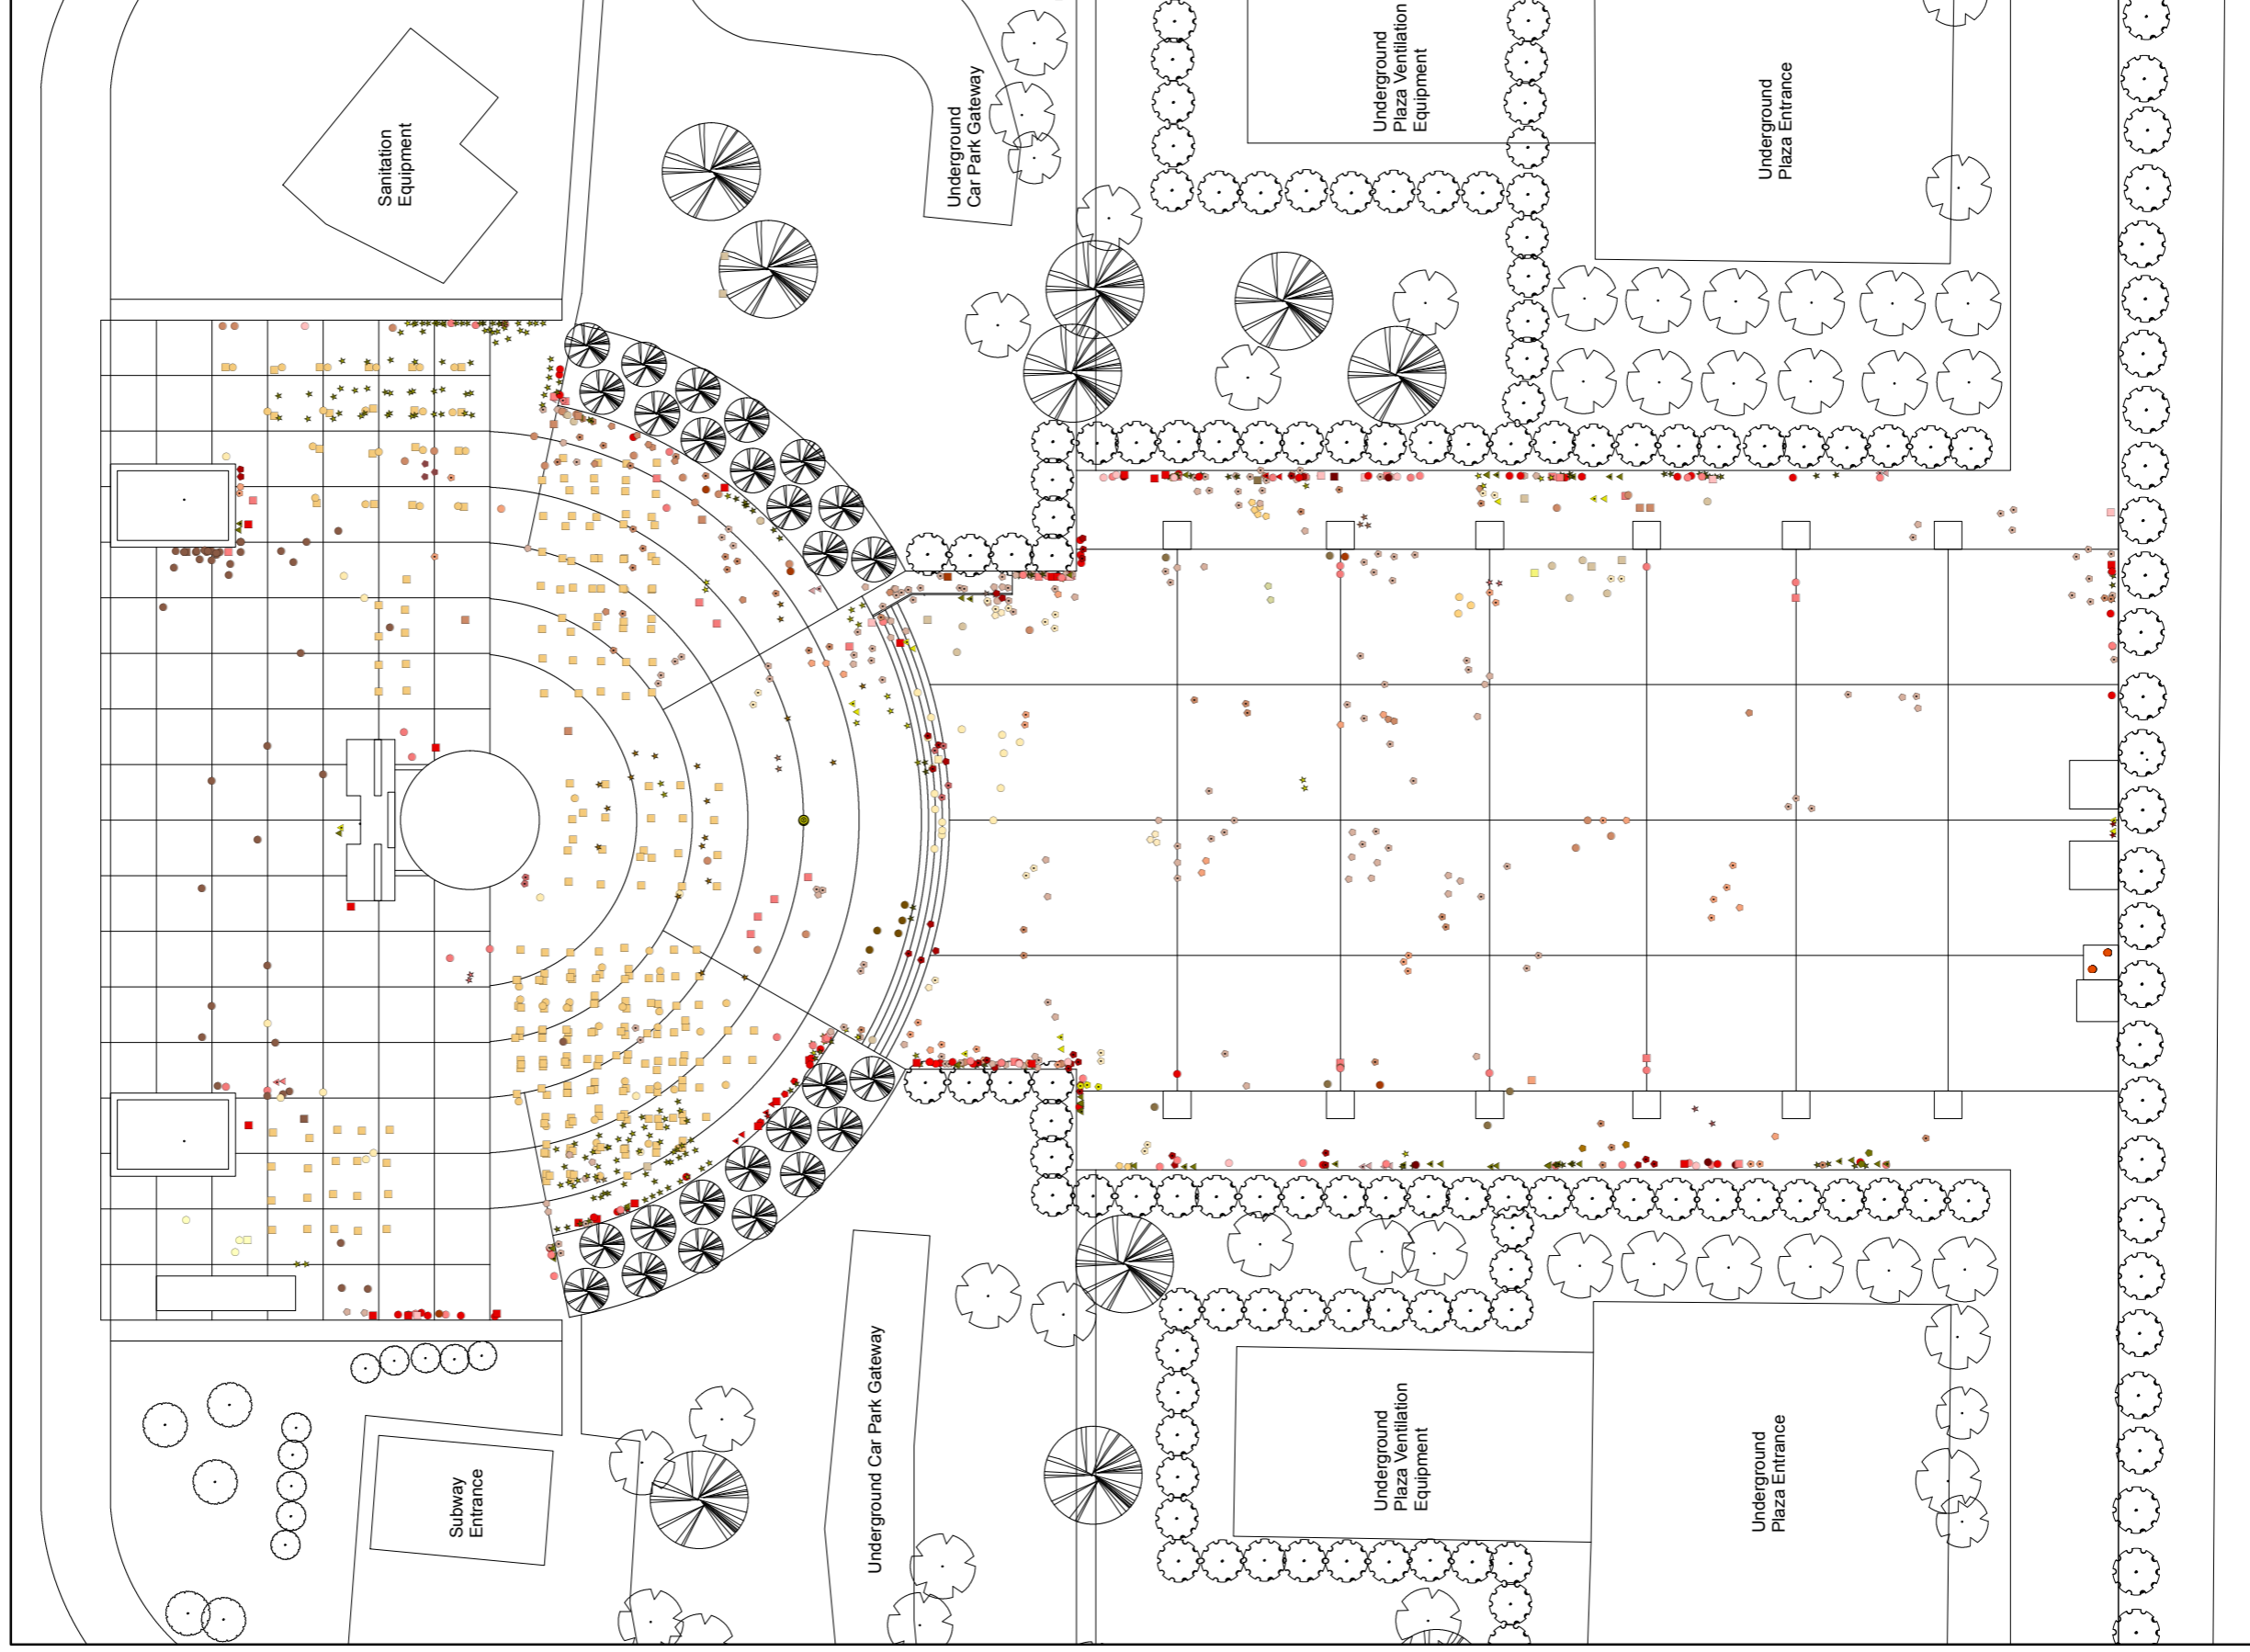 Sanitation
Equipment
Underground
Car Park Gateway
Underground
Plaza Ventilation
Equipment
Underground
Plaza Entrance
Subway
Entrance
Underground Car Park Gateway
Underground
Plaza Ventilation
Equipment
Underground
Plaza Entrance